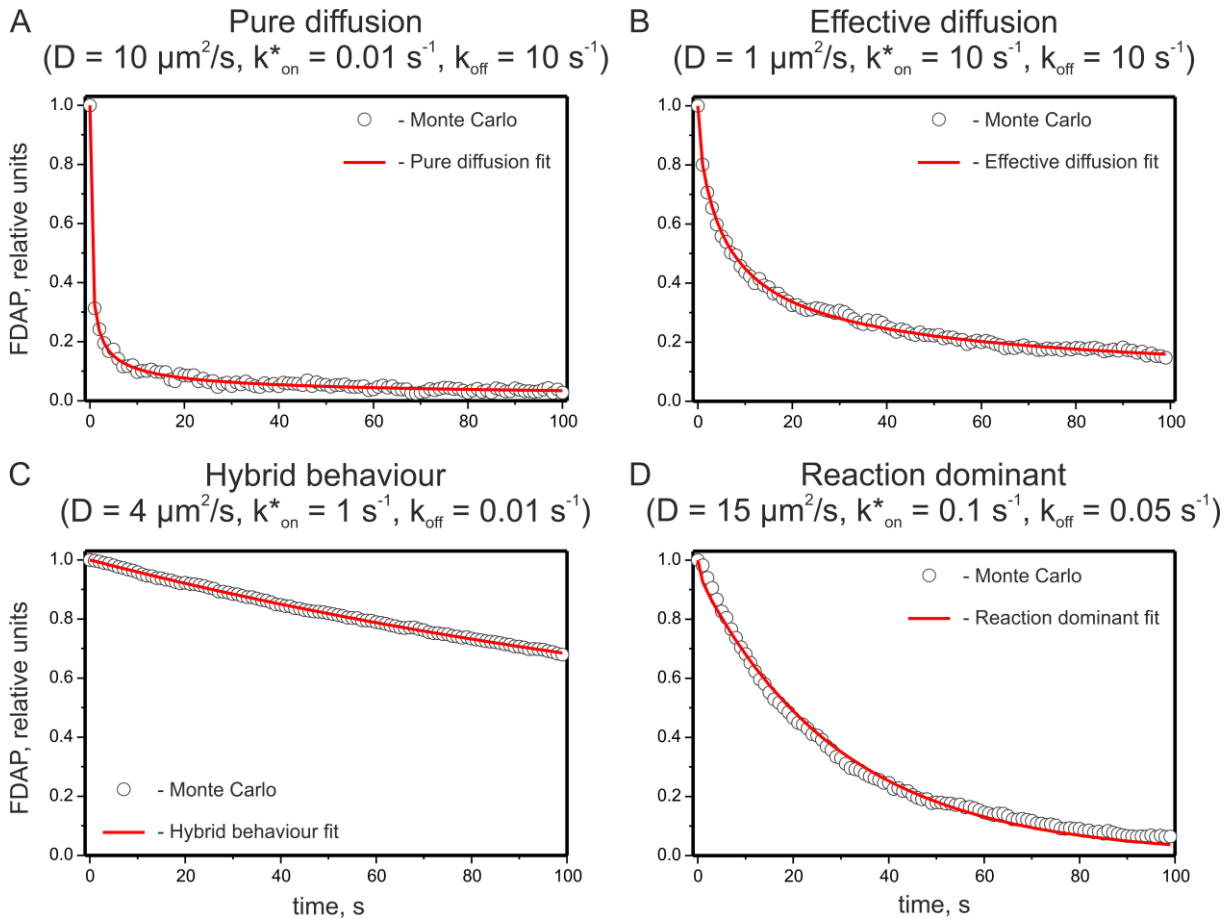 A Pure diffusion
(D = 10 µm²/s, k*on = 0.01 s⁻¹, koff = 10 s⁻¹)
FDAP, relative units
1.0
0.8
0.6
0.4
0.2
0.0
○ - Monte Carlo
- Pure diffusion fit
0 20 40 60 80 100
B Effective diffusion
(D = 1 µm²/s, k*on = 10 s⁻¹, koff = 10 s⁻¹)
1.0
0.8
0.6
0.4
0.2
0.0
○ - Monte Carlo
- Effective diffusion fit
0 20 40 60 80 100
C Hybrid behaviour
(D = 4 µm²/s, k*on = 1 s⁻¹, koff = 0.01 s⁻¹)
FDAP, relative units
1.0
0.8
0.6
0.4
0.2
0.0
○ - Monte Carlo
- Hybrid behaviour fit
0 20 40 60 80 100
time, s
D Reaction dominant
(D = 15 µm²/s, k*on = 0.1 s⁻¹, koff = 0.05 s⁻¹)
1.0
0.8
0.6
0.4
0.2
0.0
○ - Monte Carlo
- Reaction dominant fit
0 20 40 60 80 100
time, s